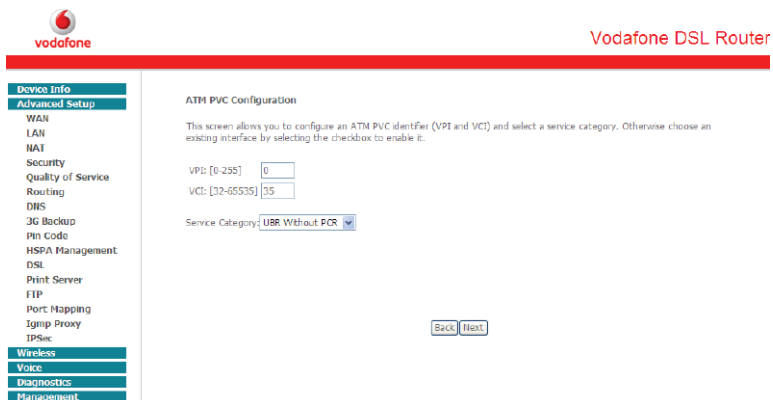 vodafone
Vodafone DSL Router
Device Info
Advanced Setup
WAN
LAN
NAT
Security
Quality of Service
Routing
DNS
3G Backup
Pin Code
HSPA Management
DSL
Print Server
FTP
Port Mapping
Igmp Proxy
IPSec
Wireless
Voice
Diagnostics
Management
ATM PVC Configuration
This screen allows you to configure an ATM PVC identifier (VPI and VCI) and select a service category. Otherwise choose an
existing interface by selecting the checkbox to enable it.
VPI: [0-255] 0
VCI: [32-65535] 35
Service Category: UBR Without PCR
Back Next